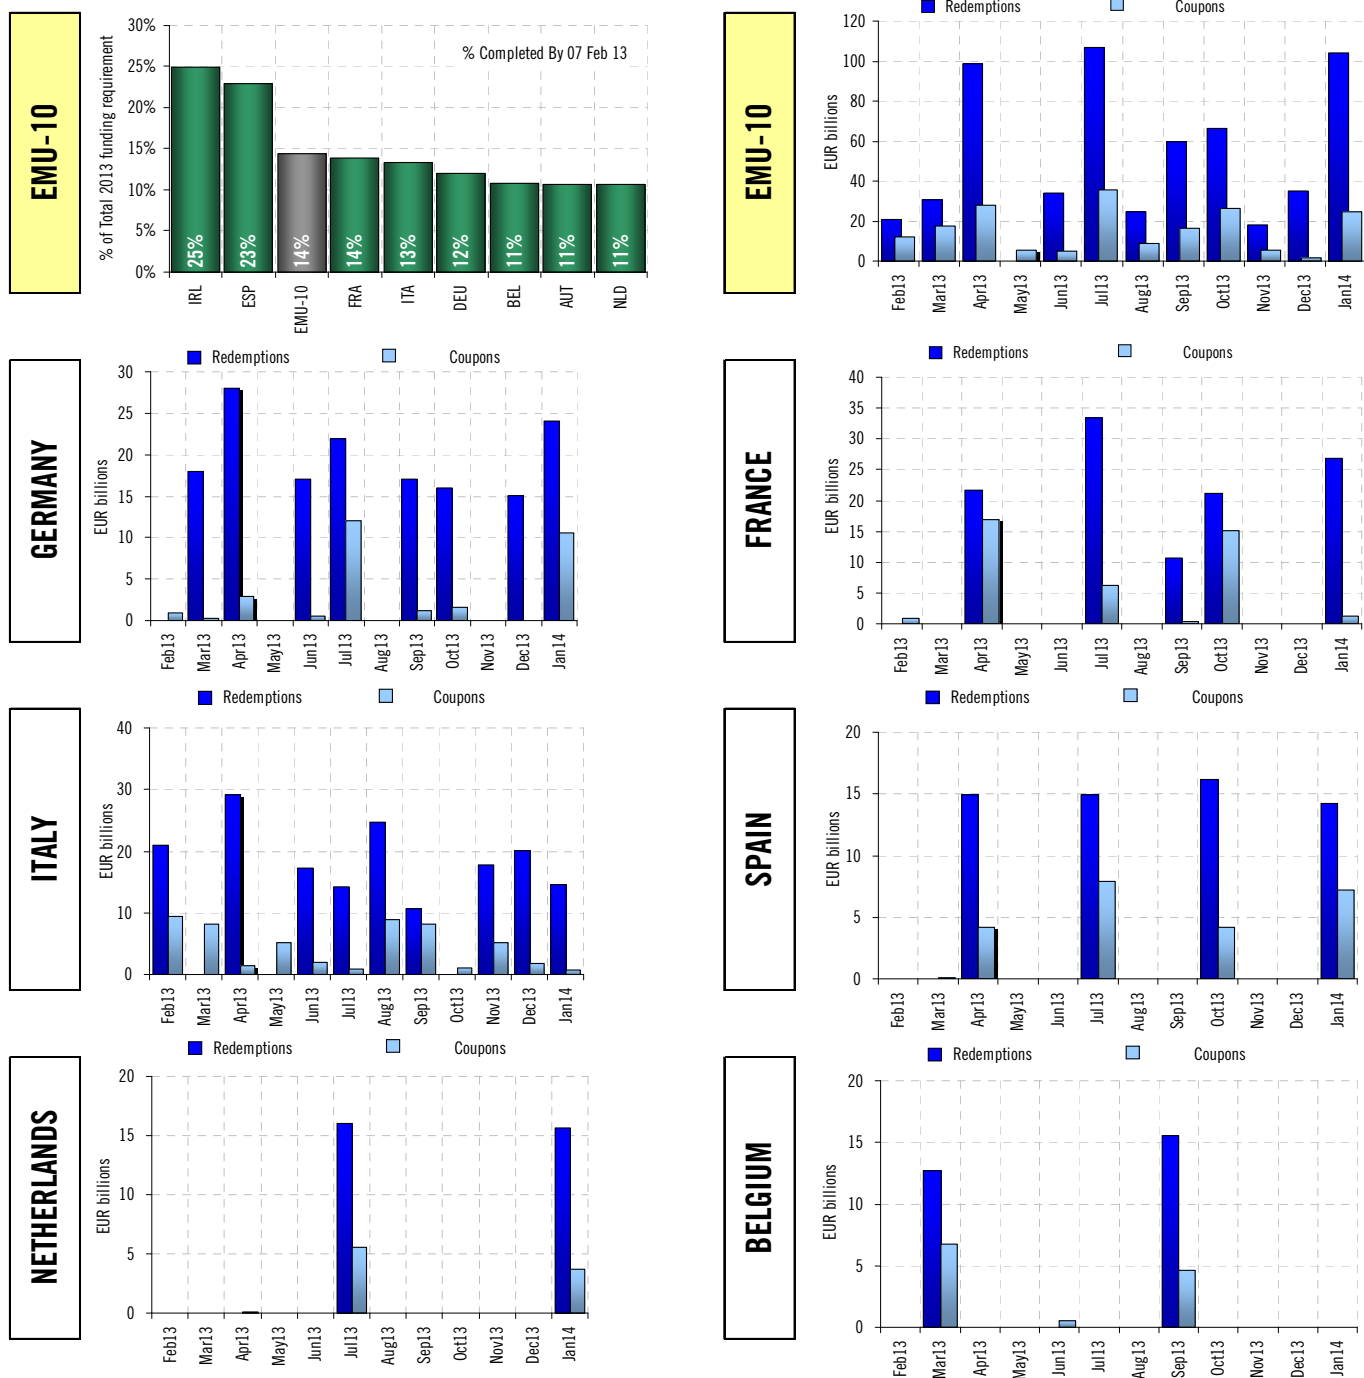 EMU-10
% of Total 2013 funding requirement
30%
25%
20%
15%
10%
5%
0%
% Completed By 07 Feb 13
25%
23%
14%
14%
13%
12%
11%
11%
11%
IRL
ESP
EMU-10
FRA
ITA
DEU
BEL
AUT
NLD
EMU-10
Redemptions
Coupons
EUR billions
120
100
80
60
40
20
0
Feb13
Mar13
Apr13
May13
Jun13
Jul13
Aug13
Sep13
Oct13
Nov13
Dec13
Jan14
GERMANY
Redemptions
Coupons
EUR billions
30
25
20
15
10
5
0
Feb13
Mar13
Apr13
May13
Jun13
Jul13
Aug13
Sep13
Oct13
Nov13
Dec13
Jan14
FRANCE
Redemptions
Coupons
EUR billions
40
35
30
25
20
15
10
5
0
Feb13
Mar13
Apr13
May13
Jun13
Jul13
Aug13
Sep13
Oct13
Nov13
Dec13
Jan14
ITALY
Redemptions
Coupons
EUR billions
40
30
20
10
0
Feb13
Mar13
Apr13
May13
Jun13
Jul13
Aug13
Sep13
Oct13
Nov13
Dec13
Jan14
SPAIN
Redemptions
Coupons
EUR billions
20
15
10
5
0
Feb13
Mar13
Apr13
May13
Jun13
Jul13
Aug13
Sep13
Oct13
Nov13
Dec13
Jan14
NETHERLANDS
Redemptions
Coupons
EUR billions
20
15
10
5
0
Feb13
Mar13
Apr13
May13
Jun13
Jul13
Aug13
Sep13
Oct13
Nov13
Dec13
Jan14
BELGIUM
Redemptions
Coupons
EUR billions
20
15
10
5
0
Feb13
Mar13
Apr13
May13
Jun13
Jul13
Aug13
Sep13
Oct13
Nov13
Dec13
Jan14